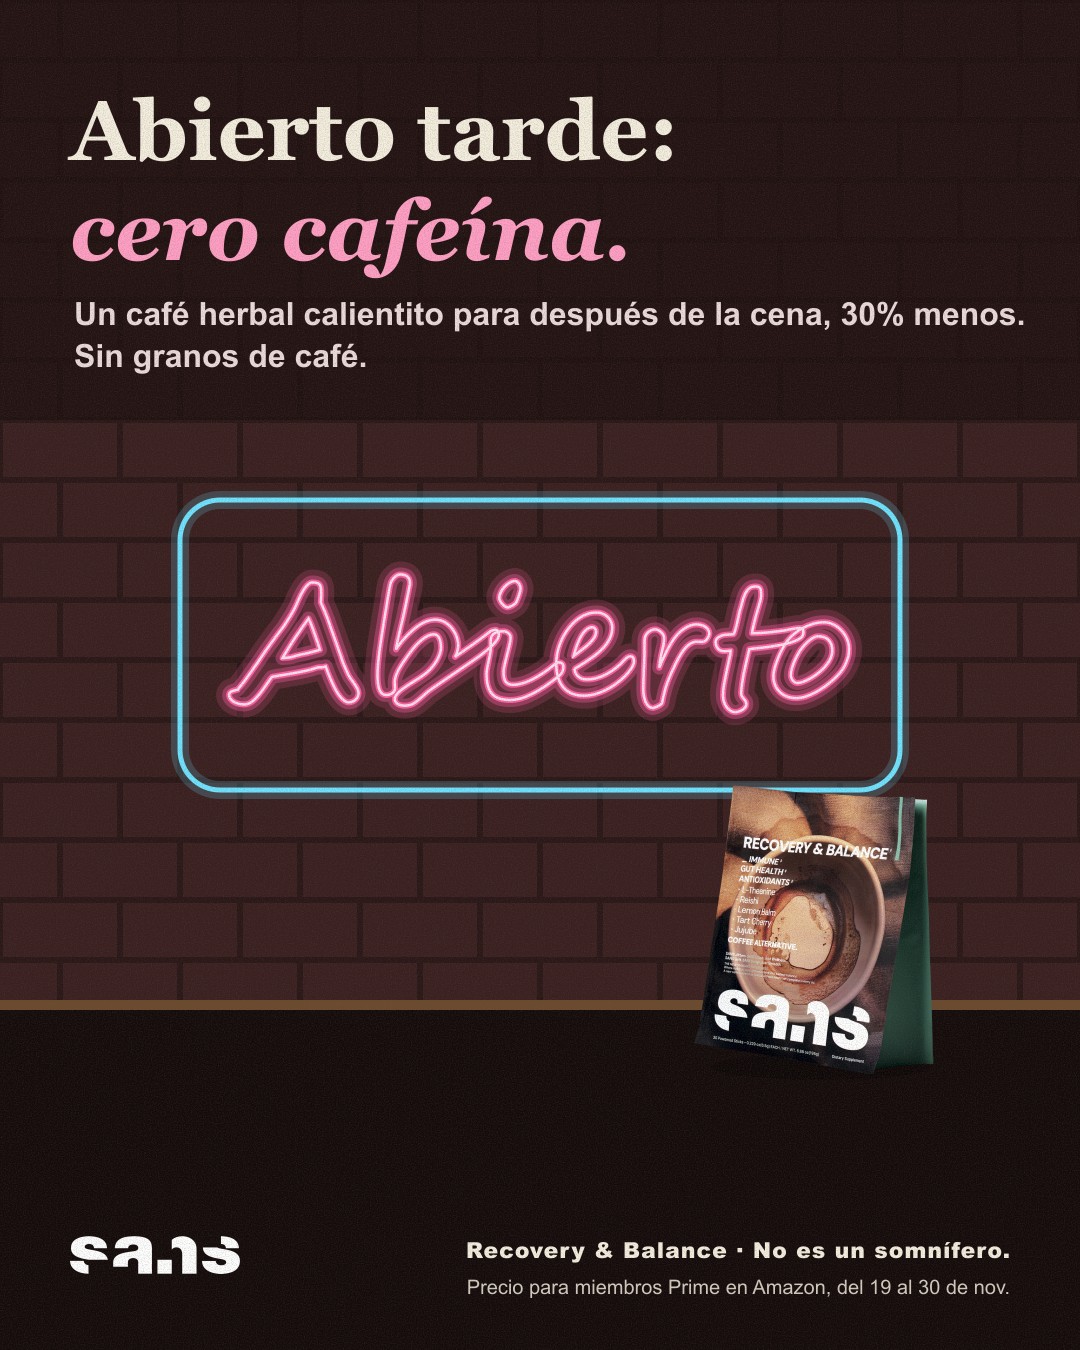 Abierto tarde:
cero cafeína.
Un café herbal calientito para después de la cena, 30% menos.
Sin granos de café.
Abierto
RECOVERY & BALANCE
IMMUNE
GUT HEALTH
ANTIOXIDANTS
- L-Theanine
- Reishi
- Lemon Balm
- Tart Cherry
- Jujube
COFFEE ALTERNATIVE.
sans
Dietary Supplement
sans
Recovery & Balance · No es un somnífero.
Precio para miembros Prime en Amazon, del 19 al 30 de nov.